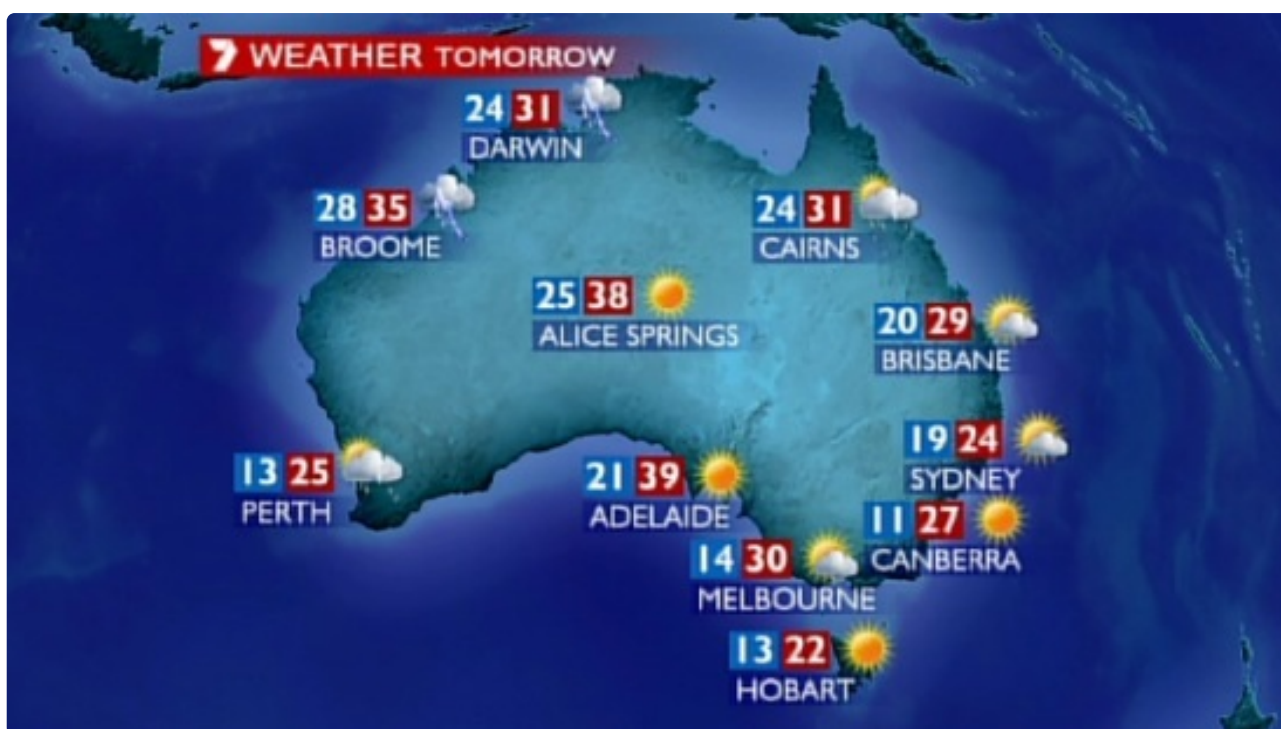 7 WEATHER TOMORROW
24 31
DARWIN
28 35
BROOME
24 31
CAIRNS
25 38
ALICE SPRINGS
20 29
BRISBANE
19 24
SYDNEY
13 25
PERTH
21 39
ADELAIDE
11 27
CANBERRA
14 30
MELBOURNE
13 22
HOBART